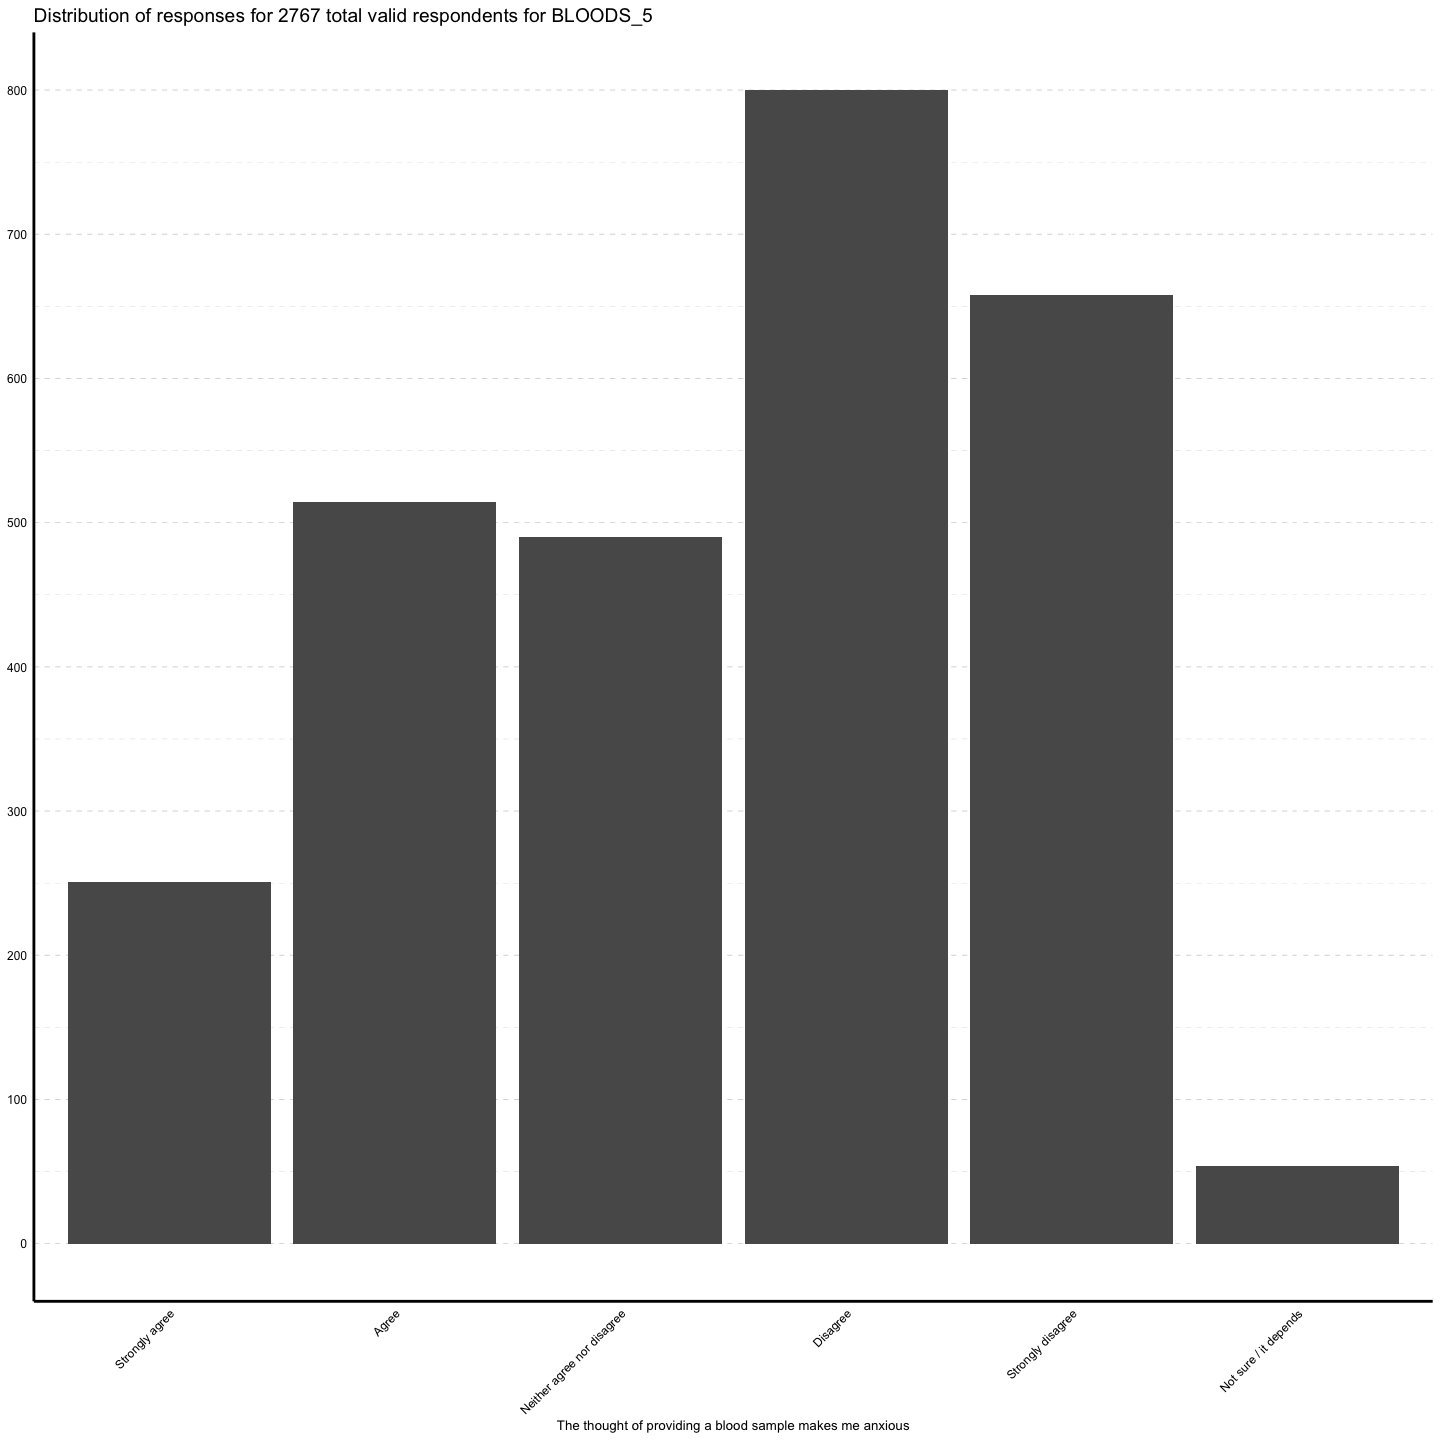 Distribution of responses for 2767 total valid respondents for BLOODS_5
800
700
600
500
400
300
200
100
0
Strongly agree
Agree
Neither agree nor disagree
Disagree
Strongly disagree
Not sure / it depends
The thought of providing a blood sample makes me anxious